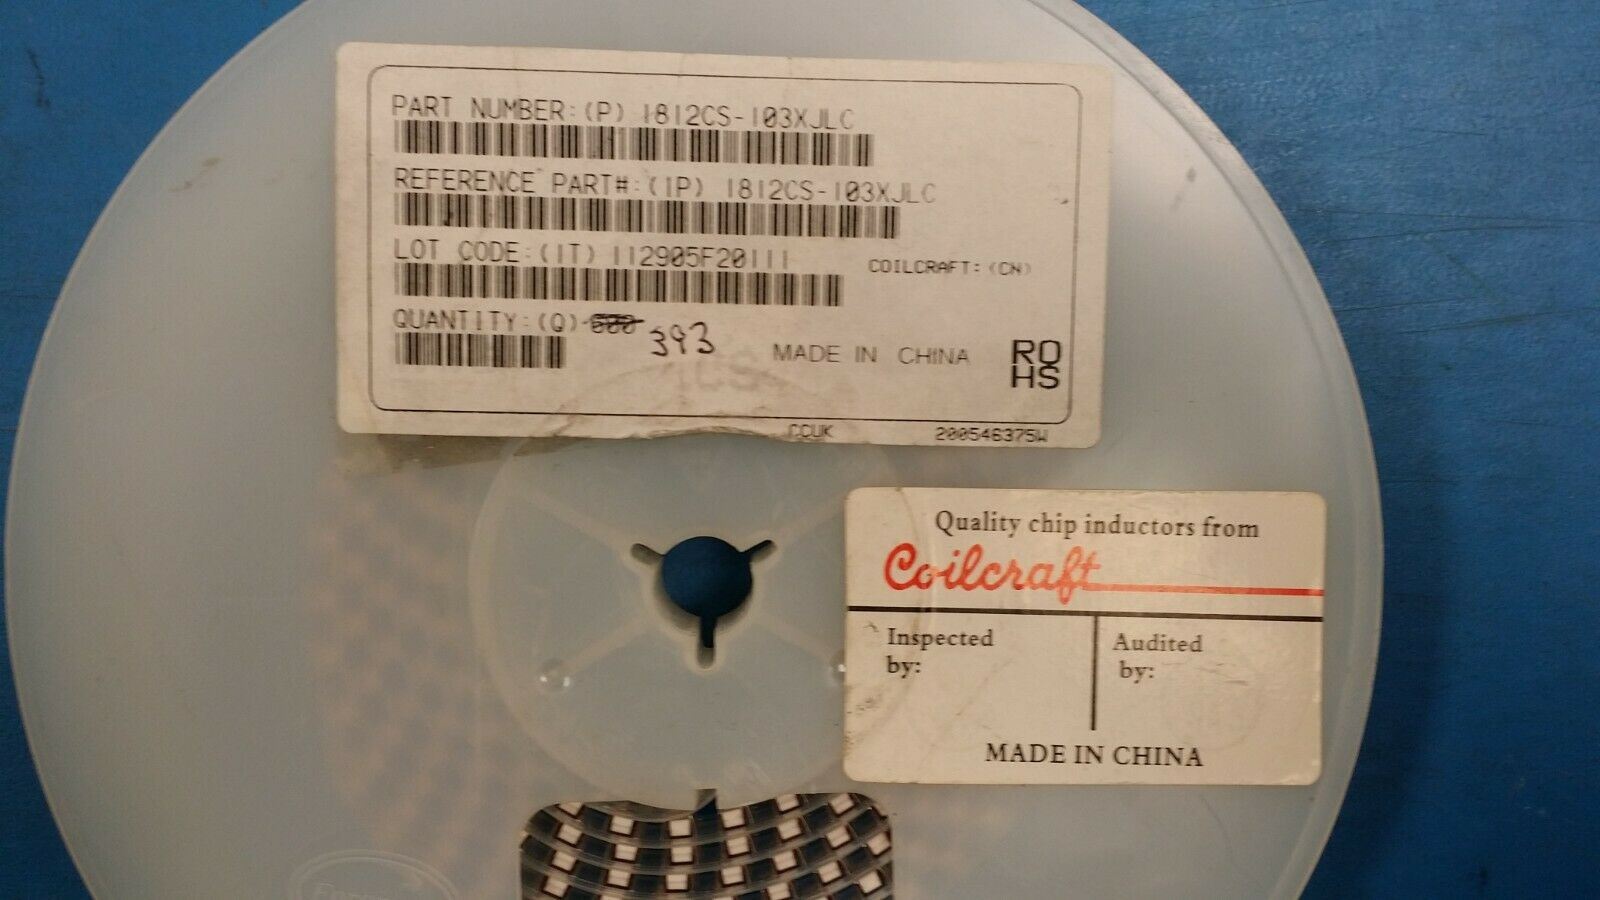 PART NUMBER:(P) 1812CS-103XJLC
REFERENCE PART#:(1P) 1812CS-103XJLC
LOT CODE:(1T) 112905F20111
COILCRAFT:(CN)
QUANTITY:(Q) 600
393
MADE IN CHINA
RO
HS
CCUK 200546375W
Quality chip inductors from
Coilcraft
Inspected
by:
Audited
by:
MADE IN CHINA